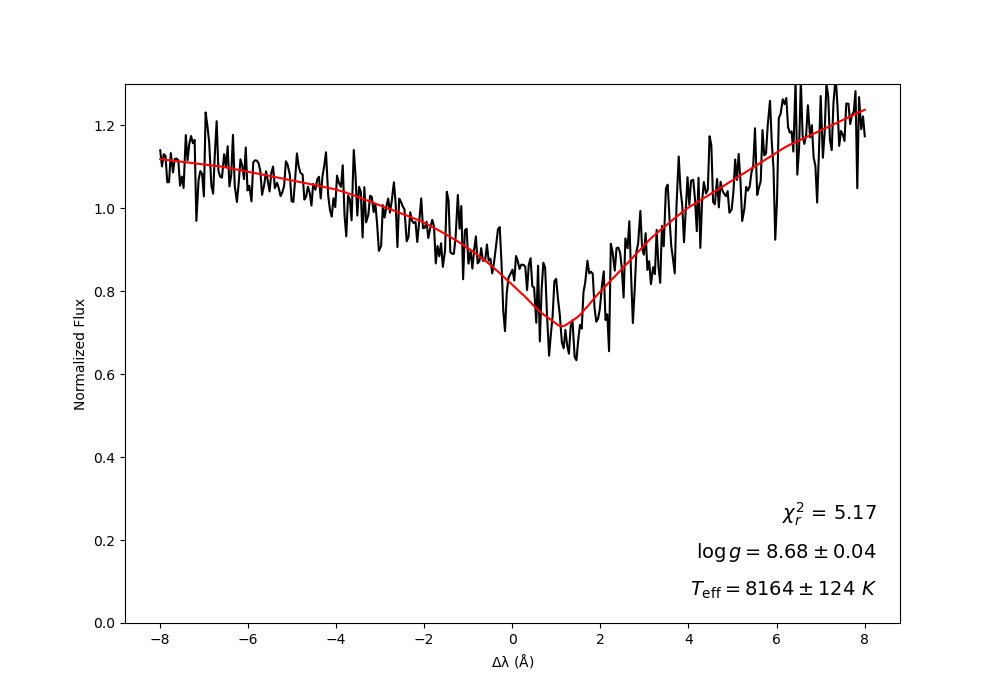 1.2
1.0
0.8
0.6
0.4
0.2
0.0
Normalized Flux
χ²ᵣ = 5.17
log g = 8.68 ± 0.04
T_eff = 8164 ± 124 K
−8 −6 −4 −2 0 2 4 6 8
Δλ (Å)